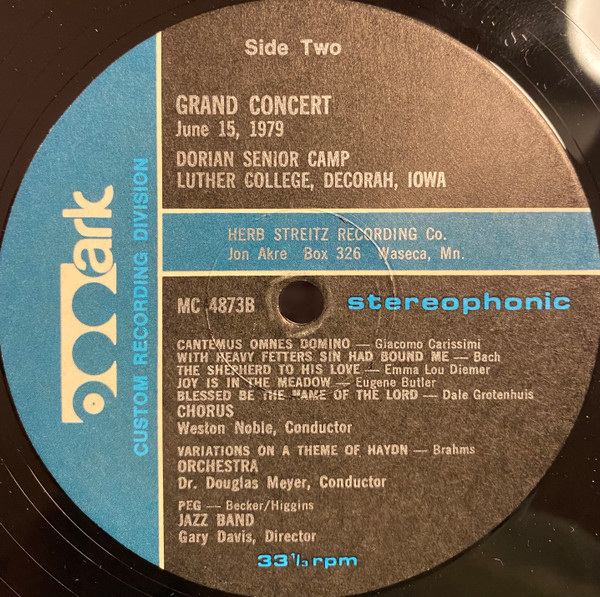 Side Two
GRAND CONCERT
June 15, 1979
DORIAN SENIOR CAMP
LUTHER COLLEGE, DECORAH, IOWA
mark
CUSTOM RECORDING DIVISION
HERB STREITZ RECORDING Co.
Jon Akre Box 326 Waseca, Mn.
MC 4873B
stereophonic
CANTEMUS OMNES DOMINO — Giacomo Carissimi
WITH HEAVY FETTERS SIN HAD BOUND ME — Bach
THE SHEPHERD TO HIS LOVE — Emma Lou Diemer
JOY IS IN THE MEADOW — Eugene Butler
BLESSED BE THE NAME OF THE LORD — Dale Grotenhuis
CHORUS
Weston Noble, Conductor
VARIATIONS ON A THEME OF HAYDN — Brahms
ORCHESTRA
Dr. Douglas Meyer, Conductor
PEG — Becker/Higgins
JAZZ BAND
Gary Davis, Director
33 1/3 rpm